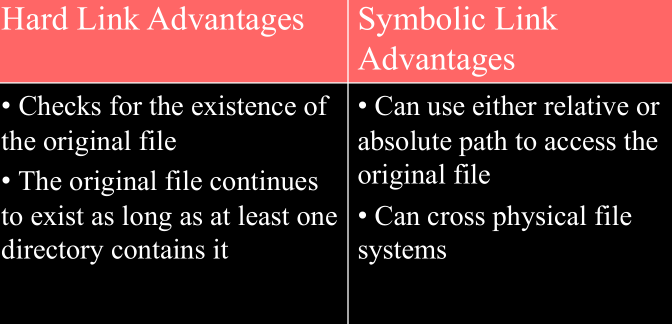 Hard Link Advantages
Symbolic Link
Advantages
• Checks for the existence of
the original file
• The original file continues
to exist as long as at least one
directory contains it
• Can use either relative or
absolute path to access the
original file
• Can cross physical file
systems